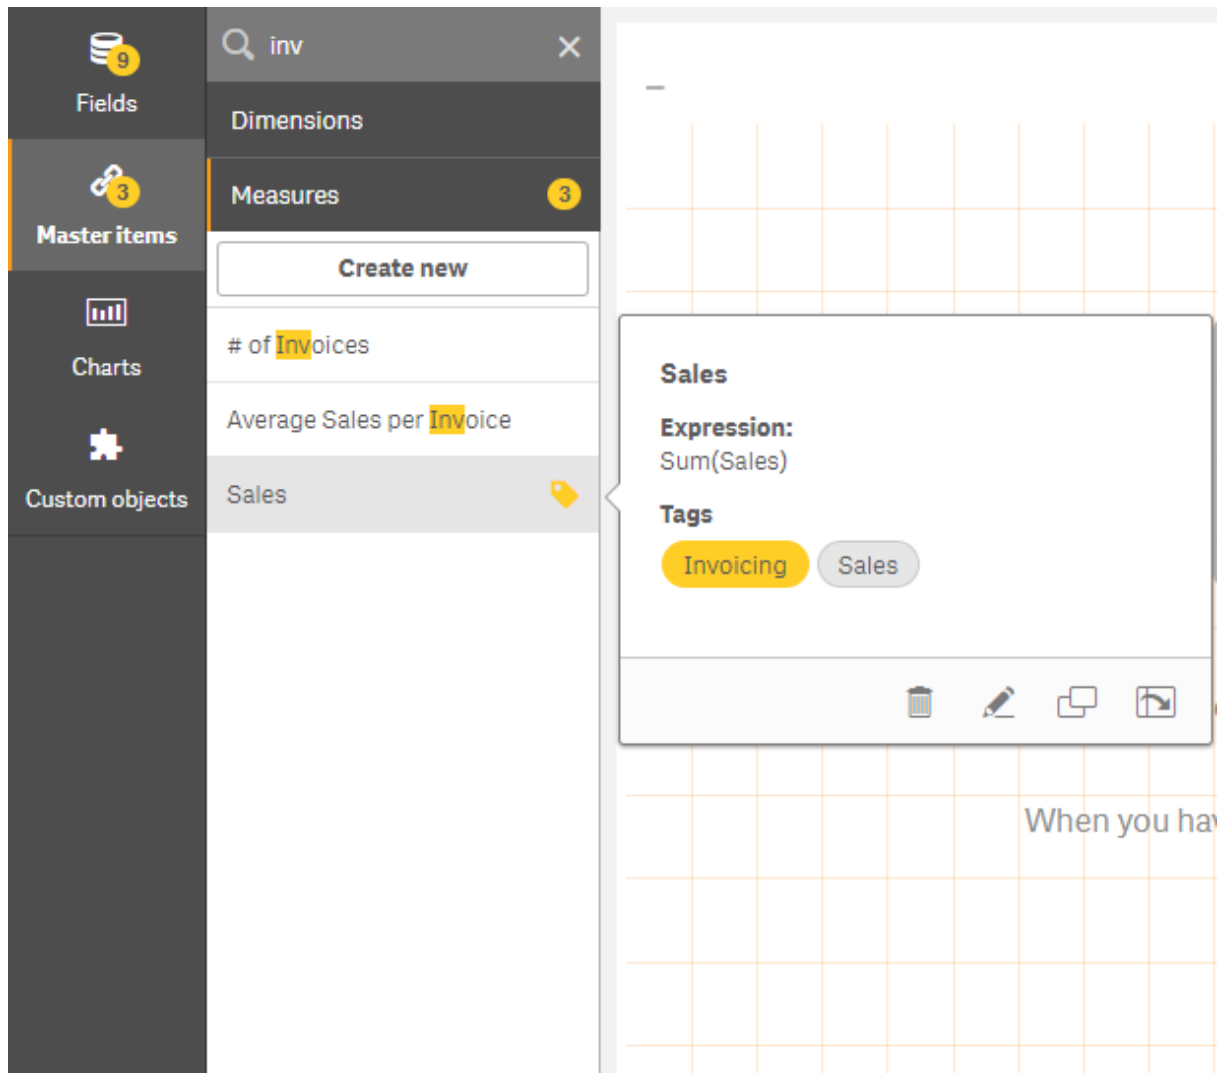 9
Fields
3
Master items
Charts
Custom objects
inv
Dimensions
Measures 3
Create new
# of Invoices
Average Sales per Invoice
Sales
Sales
Expression:
Sum(Sales)
Tags
Invoicing Sales
When you hav